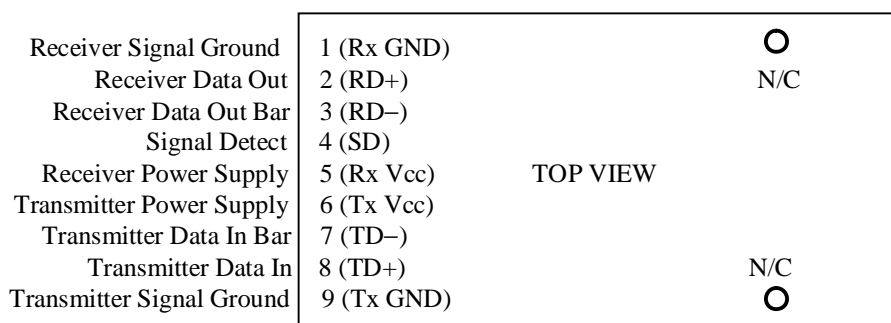 Receiver Signal Ground 1 (Rx GND)
Receiver Data Out 2 (RD+) N/C
Receiver Data Out Bar 3 (RD−)
Signal Detect 4 (SD)
Receiver Power Supply 5 (Rx Vcc) TOP VIEW
Transmitter Power Supply 6 (Tx Vcc)
Transmitter Data In Bar 7 (TD−)
Transmitter Data In 8 (TD+) N/C
Transmitter Signal Ground 9 (Tx GND)